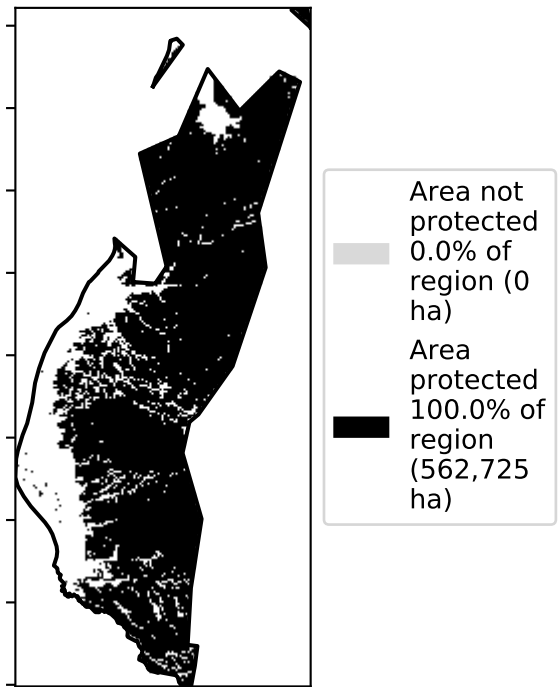 Area not
protected
0.0% of
region (0
ha)
Area
protected
100.0% of
region
(562,725
ha)